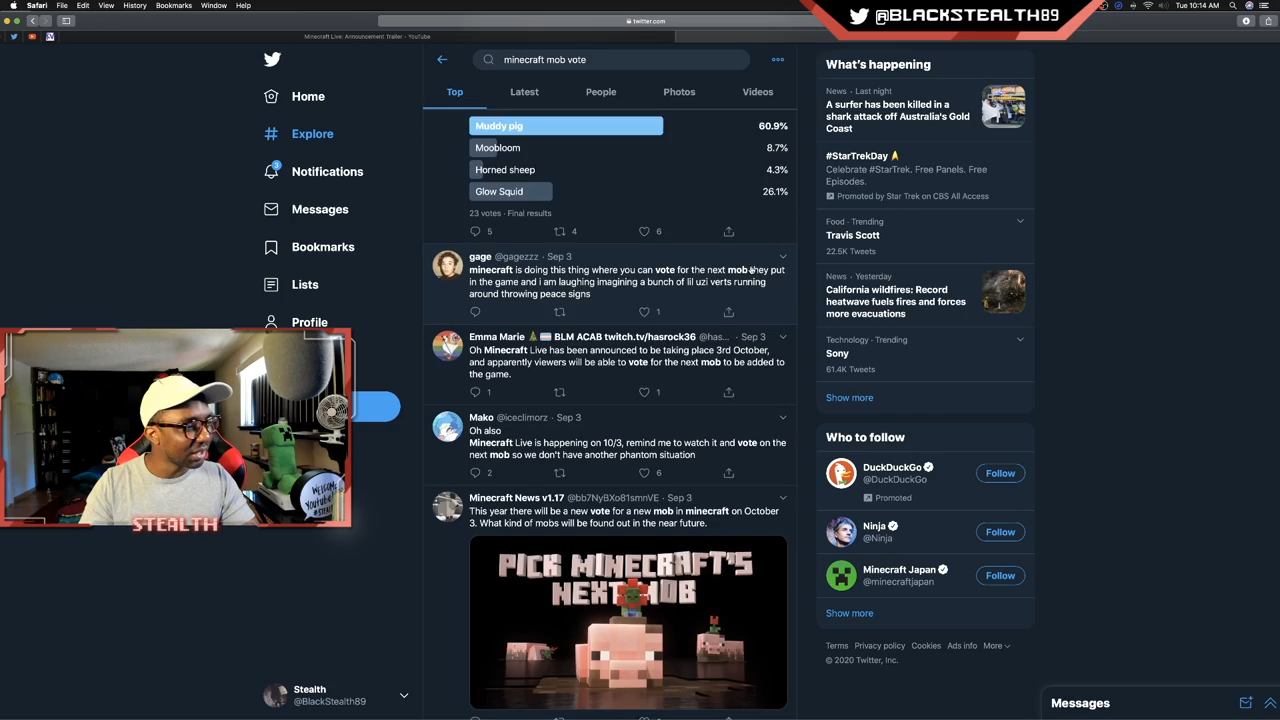 Safari File Edit View History Bookmarks Window Help
Tue 10:14 AM
@BLACKSTEALTH89
twitter.com
Minecraft Live: Announcement Trailer - YouTube
Home
Explore
3
Notifications
Messages
Bookmarks
Lists
Profile
WELCOME
STEALTH
Stealth
@BlackStealth89
minecraft mob vote
Top Latest People Photos Videos
Muddy pig 60.9%
Moobloom 8.7%
Horned sheep 4.3%
Glow Squid 26.1%
23 votes · Final results
5 4 6
gage @gagezzz · Sep 3
minecraft is doing this thing where you can vote for the next mob they put
in the game and i am laughing imagining a bunch of lil uzi verts running
around throwing peace signs
1
Emma Marie BLM ACAB twitch.tv/hasrock36 @has... · Sep 3
Oh Minecraft Live has been announced to be taking place 3rd October,
and apparently viewers will be able to vote for the next mob to be added to
the game.
1 1
Mako @iceclimorz · Sep 3
Oh also
Minecraft Live is happening on 10/3, remind me to watch it and vote on the
next mob so we don't have another phantom situation
2 6
Minecraft News v1.17 @bb7NyBXo81smnVE · Sep 3
This year there will be a new vote for a new mob in minecraft on October
3. What kind of mobs will be found out in the near future.
PICK MINECRAFT'S
NEXT MOB
What's happening
News · Last night
A surfer has been killed in a
shark attack off Australia's Gold
Coast
#StarTrekDay
Celebrate #StarTrek. Free Panels. Free
Episodes.
Promoted by Star Trek on CBS All Access
Food · Trending
Travis Scott
22.5K Tweets
News · Yesterday
California wildfires: Record
heatwave fuels fires and forces
more evacuations
Technology · Trending
Sony
61.4K Tweets
Show more
Who to follow
DuckDuckGo
@DuckDuckGo
Follow
Promoted
Ninja
@Ninja
Follow
Minecraft Japan
@minecraftjapan
Follow
Show more
Terms Privacy policy Cookies Ads info More
© 2020 Twitter, Inc.
Messages